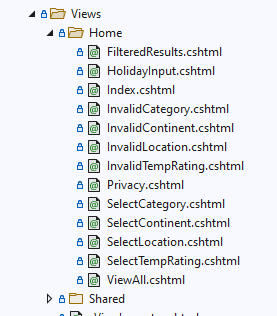 Views
Home
FilteredResults.cshtml
HolidayInput.cshtml
Index.cshtml
InvalidCategory.cshtml
InvalidContinent.cshtml
InvalidLocation.cshtml
InvalidTempRating.cshtml
Privacy.cshtml
SelectCategory.cshtml
SelectContinent.cshtml
SelectLocation.cshtml
SelectTempRating.cshtml
ViewAll.cshtml
Shared